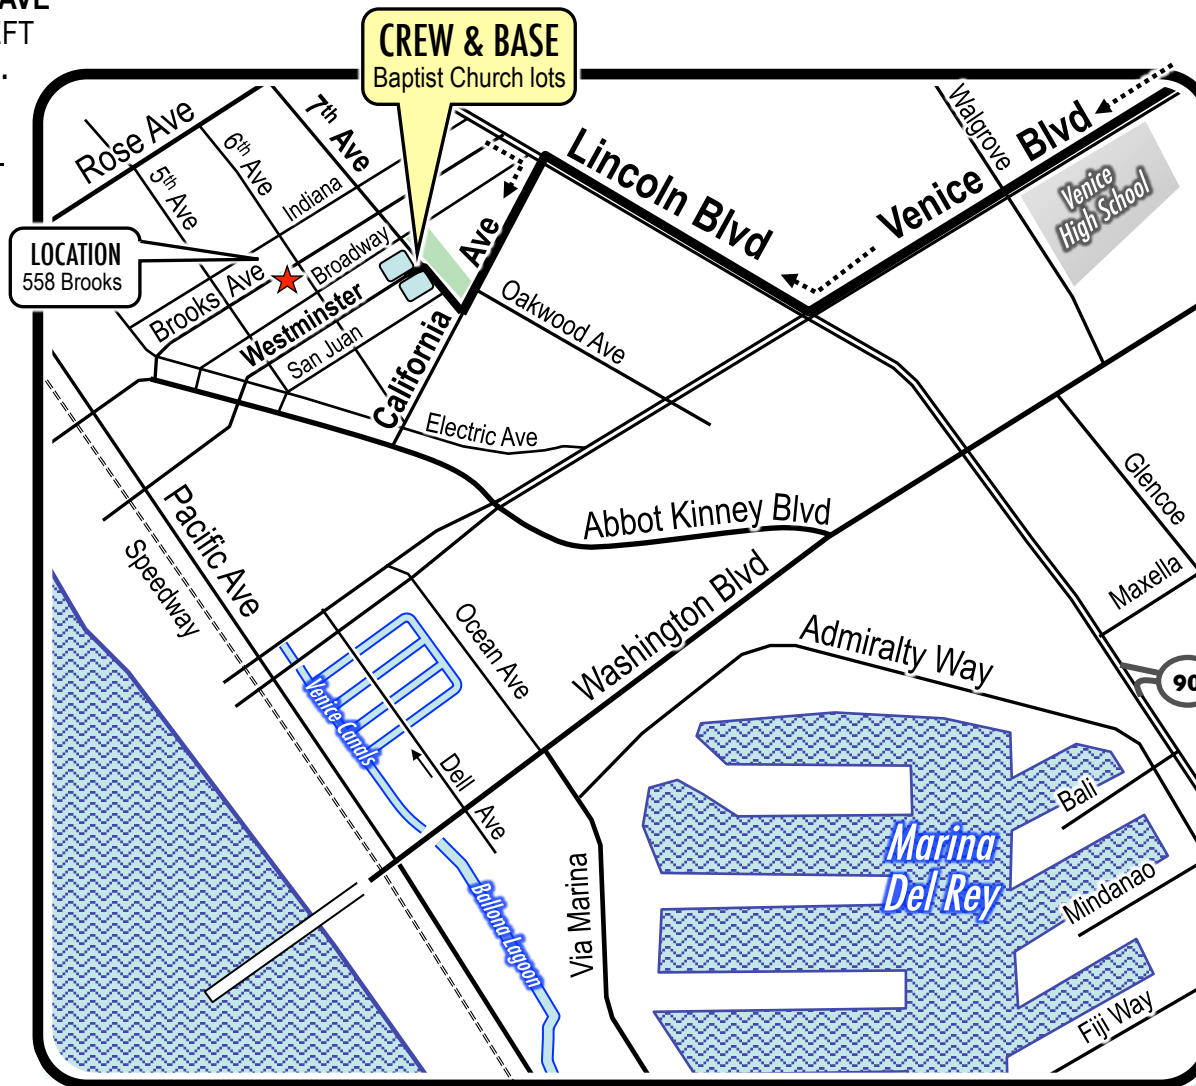 AVE
EFT
.
CREW & BASE
Baptist Church lots
Rose Ave
7th Ave
6th Ave
5th Ave
Indiana
Lincoln Blvd
Walgrove
Venice Blvd
Venice
High School
LOCATION
558 Brooks
Brooks Ave
Broadway
Westminster
San Juan
California Ave
Oakwood Ave
Electric Ave
Pacific Ave
Speedway
Abbot Kinney Blvd
Glencoe
Maxella
Washington Blvd
Ocean Ave
Admiralty Way
90
Venice Canals
Dell Ave
Bali
Marina
Del Rey
Mindanao
Via Marina
Ballona Lagoon
Fiji Way